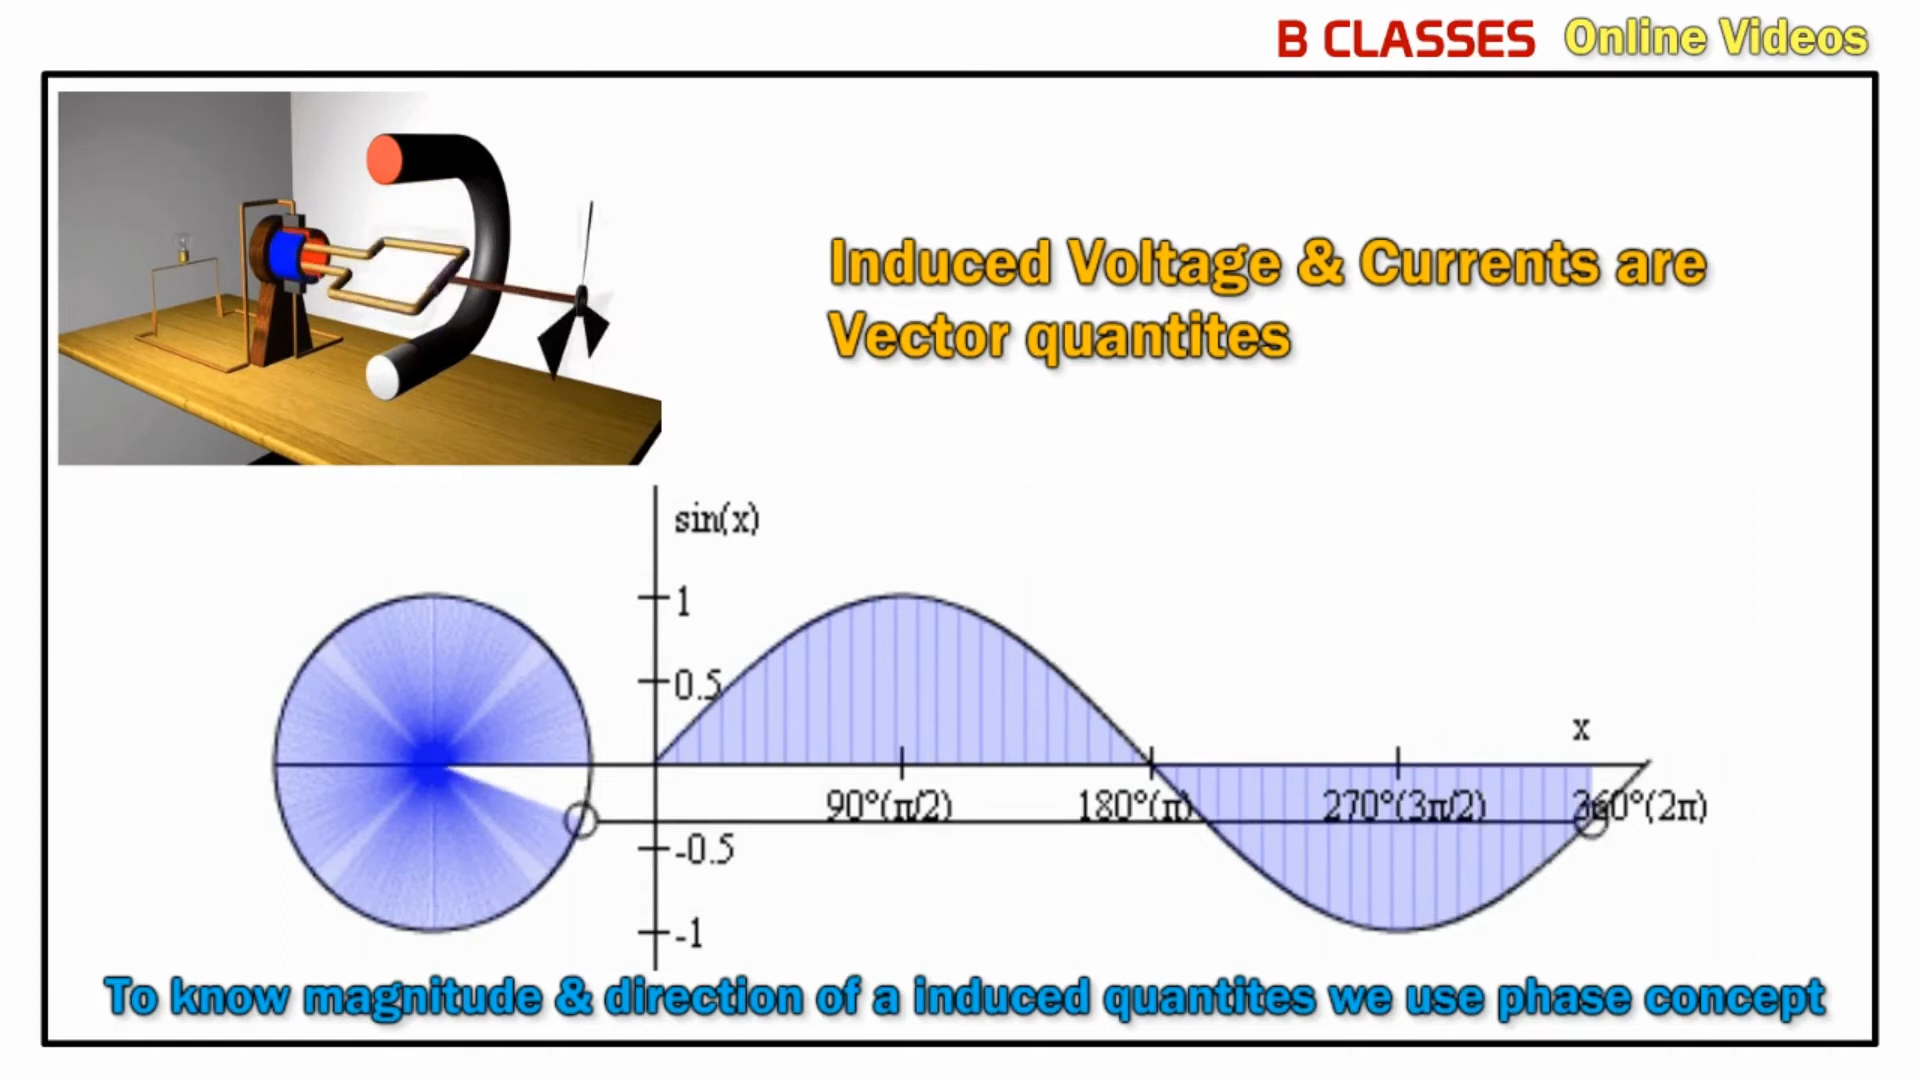 B CLASSES Online Videos
Induced Voltage & Currents are
Vector quantites
sin(x)
1
0.5
x
90°(π/2) 180°(π) 270°(3π/2) 360°(2π)
-0.5
-1
To know magnitude & direction of a induced quantites we use phase concept